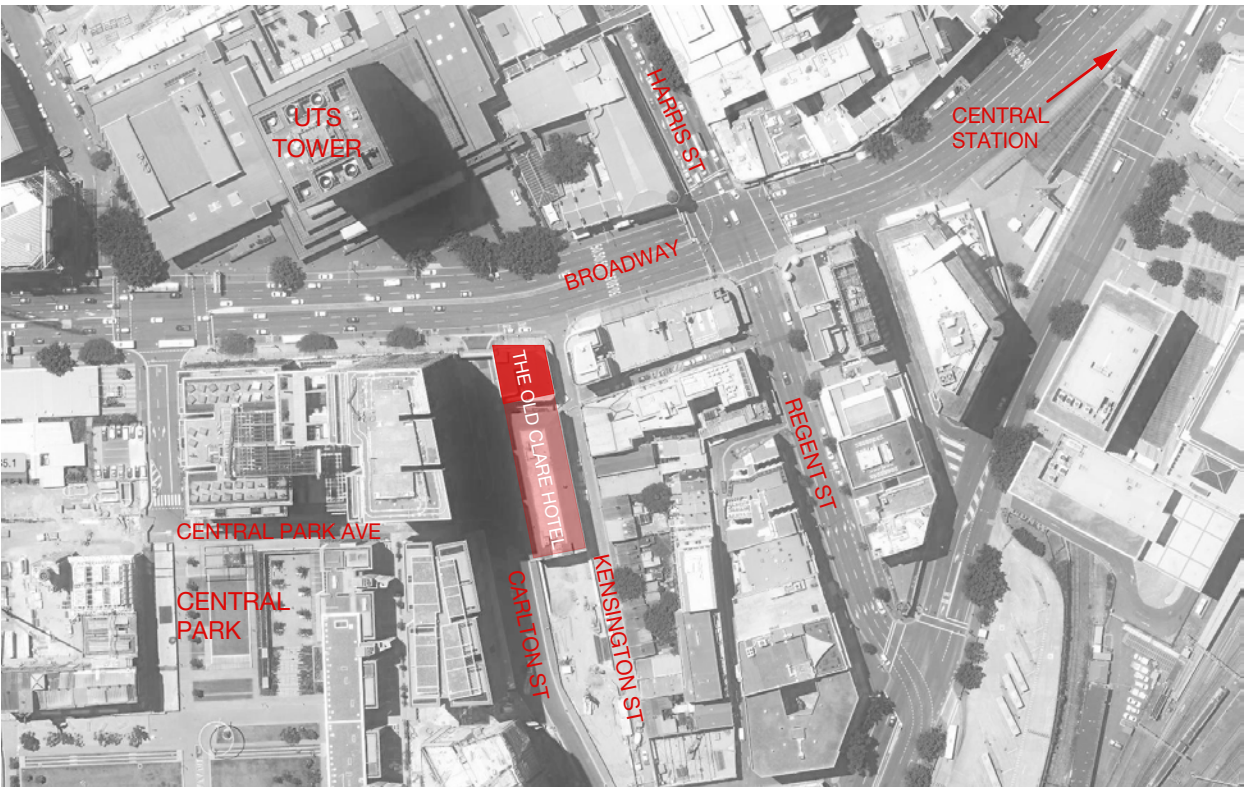 HARRIS ST
UTS
TOWER
CENTRAL
STATION
BROADWAY
THE OLD CLARE HOTEL
REGENT ST
CENTRAL PARK AVE
CENTRAL
PARK
CARLTON ST
KENSINGTON ST